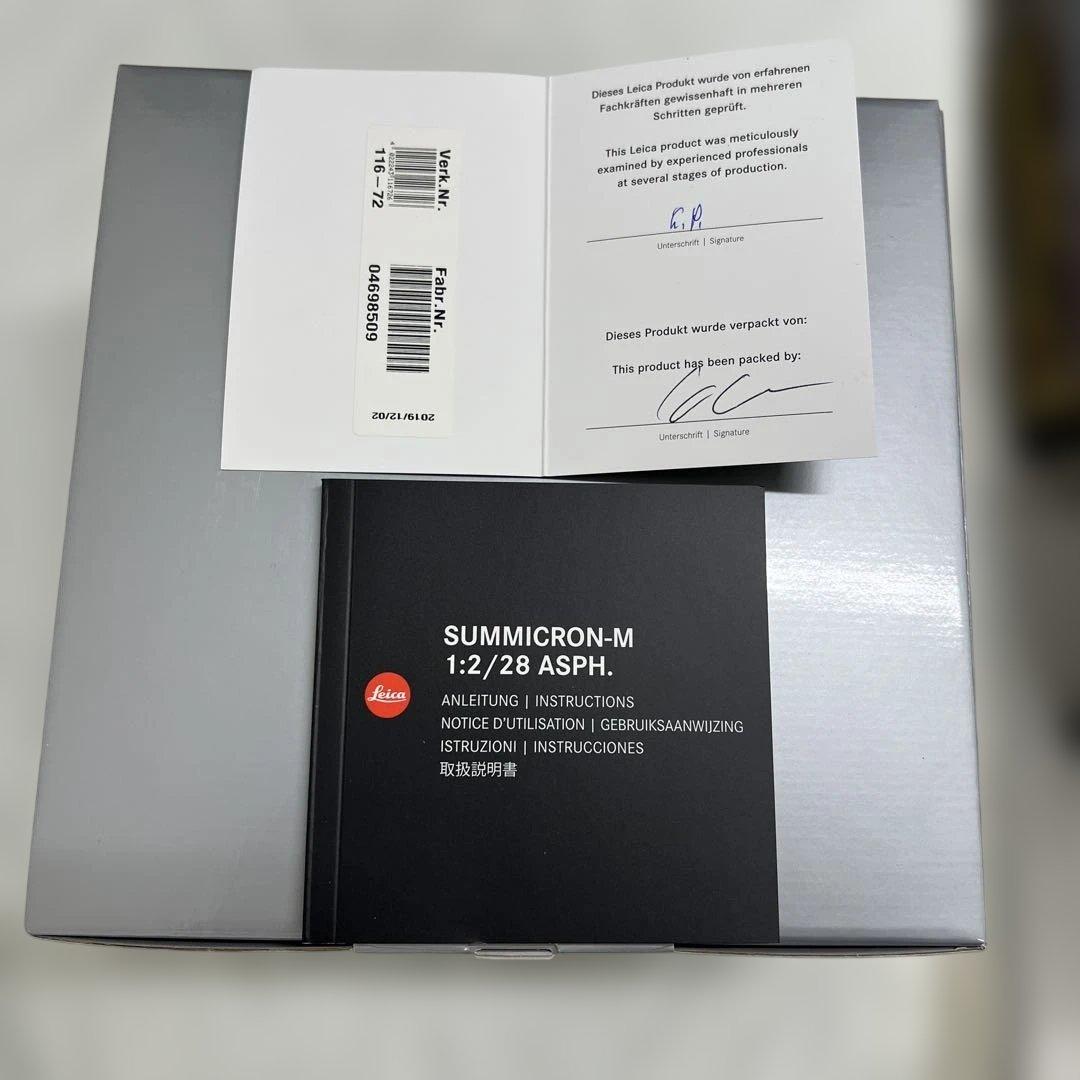 Verk.Nr.
4 022243 116726
116–72
Fabr.Nr.
04698509
2019/12/02
Dieses Leica Produkt wurde von erfahrenen
Fachkräften gewissenhaft in mehreren
Schritten geprüft.
This Leica product was meticulously
examined by experienced professionals
at several stages of production.
Unterschrift | Signature
Dieses Produkt wurde verpackt von:
This product has been packed by:
Unterschrift | Signature
SUMMICRON-M
1:2/28 ASPH.
Leica
ANLEITUNG | INSTRUCTIONS
NOTICE D'UTILISATION | GEBRUIKSAANWIJZING
ISTRUZIONI | INSTRUCCIONES
取扱説明書